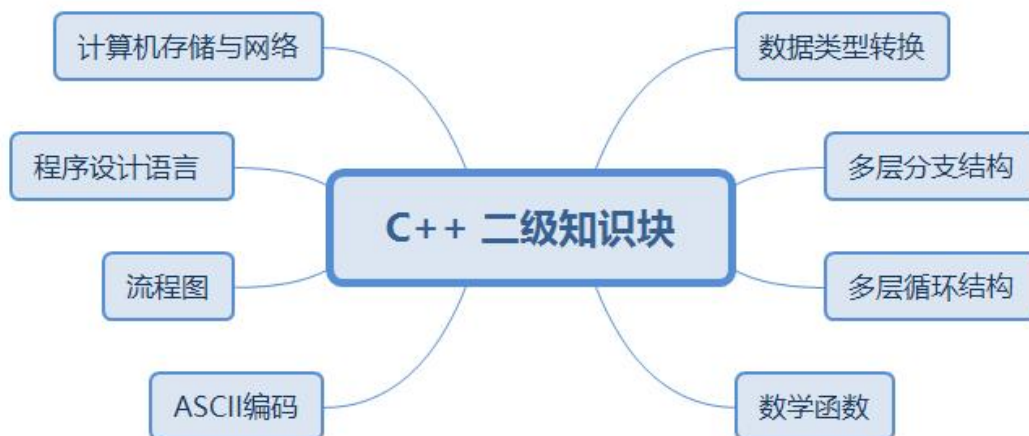 计算机存储与网络
数据类型转换
程序设计语言
多层分支结构
C++ 二级知识块
流程图
多层循环结构
ASCII编码
数学函数